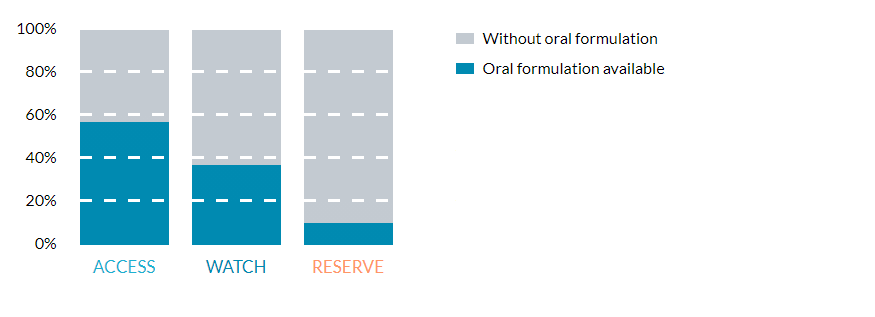 100%
80%
60%
40%
20%
0%
ACCESS
WATCH
RESERVE
Without oral formulation
Oral formulation available